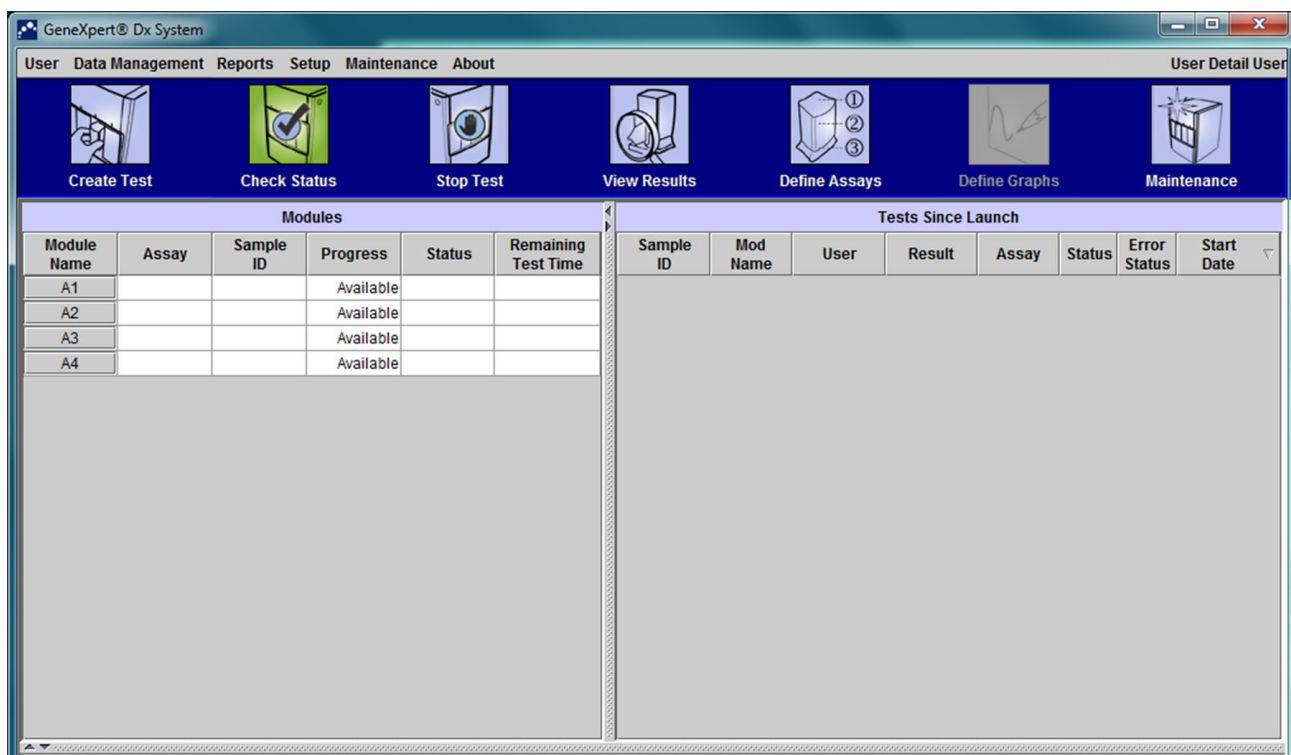 GeneXpert® Dx System
User Data Management Reports Setup Maintenance About User Detail User
① 
② 
③
Create Test Check Status Stop Test View Results Define Assays Define Graphs Maintenance
Modules Tests Since Launch
Module Name Assay Sample ID Progress Status Remaining Test Time Sample ID Mod Name User Result Assay Status Error Status Start Date
A1 Available
A2 Available
A3 Available
A4 Available